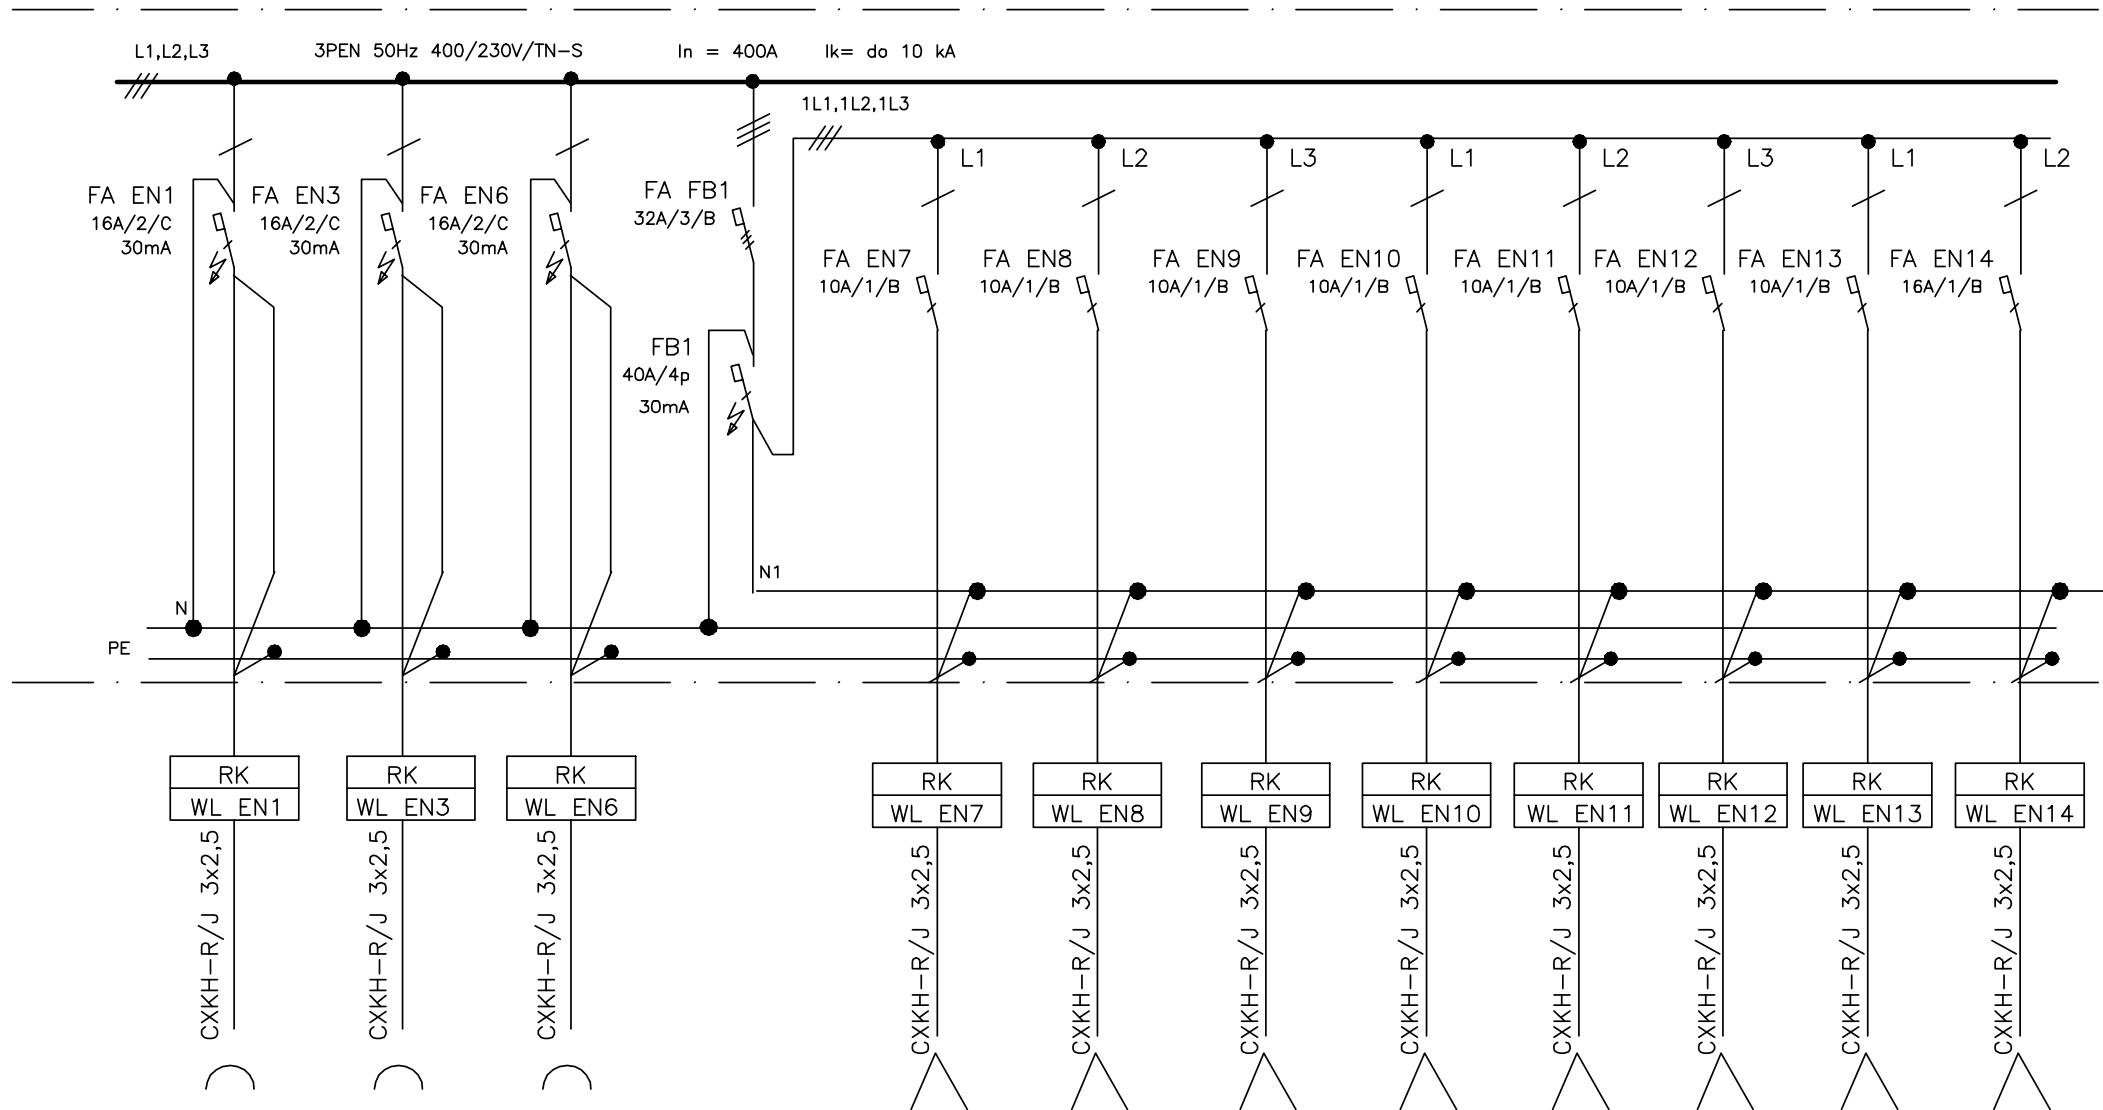 L1,L2,L3
3PEN 50Hz 400/230V/TN-S
In = 400A
Ik= do 10 kA
1L1,1L2,1L3
L1
L2
L3
L1
L2
L3
L1
L2
FA EN1
16A/2/C
30mA
FA EN3
16A/2/C
30mA
FA EN6
16A/2/C
30mA
FA FB1
32A/3/B
FA EN7
10A/1/B
FA EN8
10A/1/B
FA EN9
10A/1/B
FA EN10
10A/1/B
FA EN11
10A/1/B
FA EN12
10A/1/B
FA EN13
10A/1/B
FA EN14
16A/1/B
FB1
40A/4p
30mA
N1
N
PE
RK
WL EN1
RK
WL EN3
RK
WL EN6
RK
WL EN7
RK
WL EN8
RK
WL EN9
RK
WL EN10
RK
WL EN11
RK
WL EN12
RK
WL EN13
RK
WL EN14
CXKH-R/J 3x2,5
CXKH-R/J 3x2,5
CXKH-R/J 3x2,5
CXKH-R/J 3x2,5
CXKH-R/J 3x2,5
CXKH-R/J 3x2,5
CXKH-R/J 3x2,5
CXKH-R/J 3x2,5
CXKH-R/J 3x2,5
CXKH-R/J 3x2,5
CXKH-R/J 3x2,5